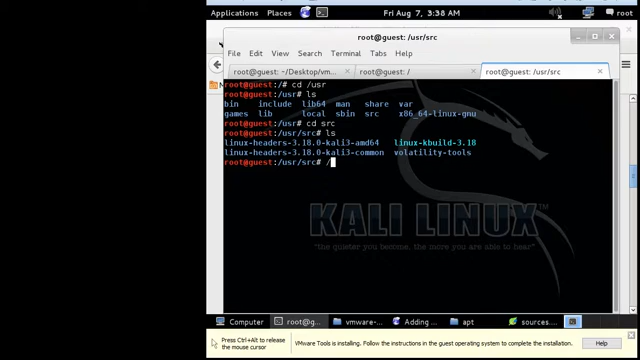 Applications Places Fri Aug 7, 3:38 AM root@guest
root@guest: /usr/src
File Edit View Search Terminal Tabs Help
root@guest: ~/Desktop/vm... root@guest: / root@guest: /usr/src
root@guest:/# cd /usr
root@guest:/usr# ls
bin include lib64 man share var
games lib local sbin src x86_64-linux-gnu
root@guest:/usr# cd src
root@guest:/usr/src# ls
linux-headers-3.18.0-kali3-amd64 linux-kbuild-3.18
linux-headers-3.18.0-kali3-common volatility-tools
root@guest:/usr/src# /
KALI LINUX
"the quieter you become, the more you are able to hear"
Computer root@gu... vmware-... Adding ... apt sources....
Press Ctrl+Alt to release the mouse cursor
VMware Tools is installing. Follow the instructions in the guest operating system to complete the installation. Help